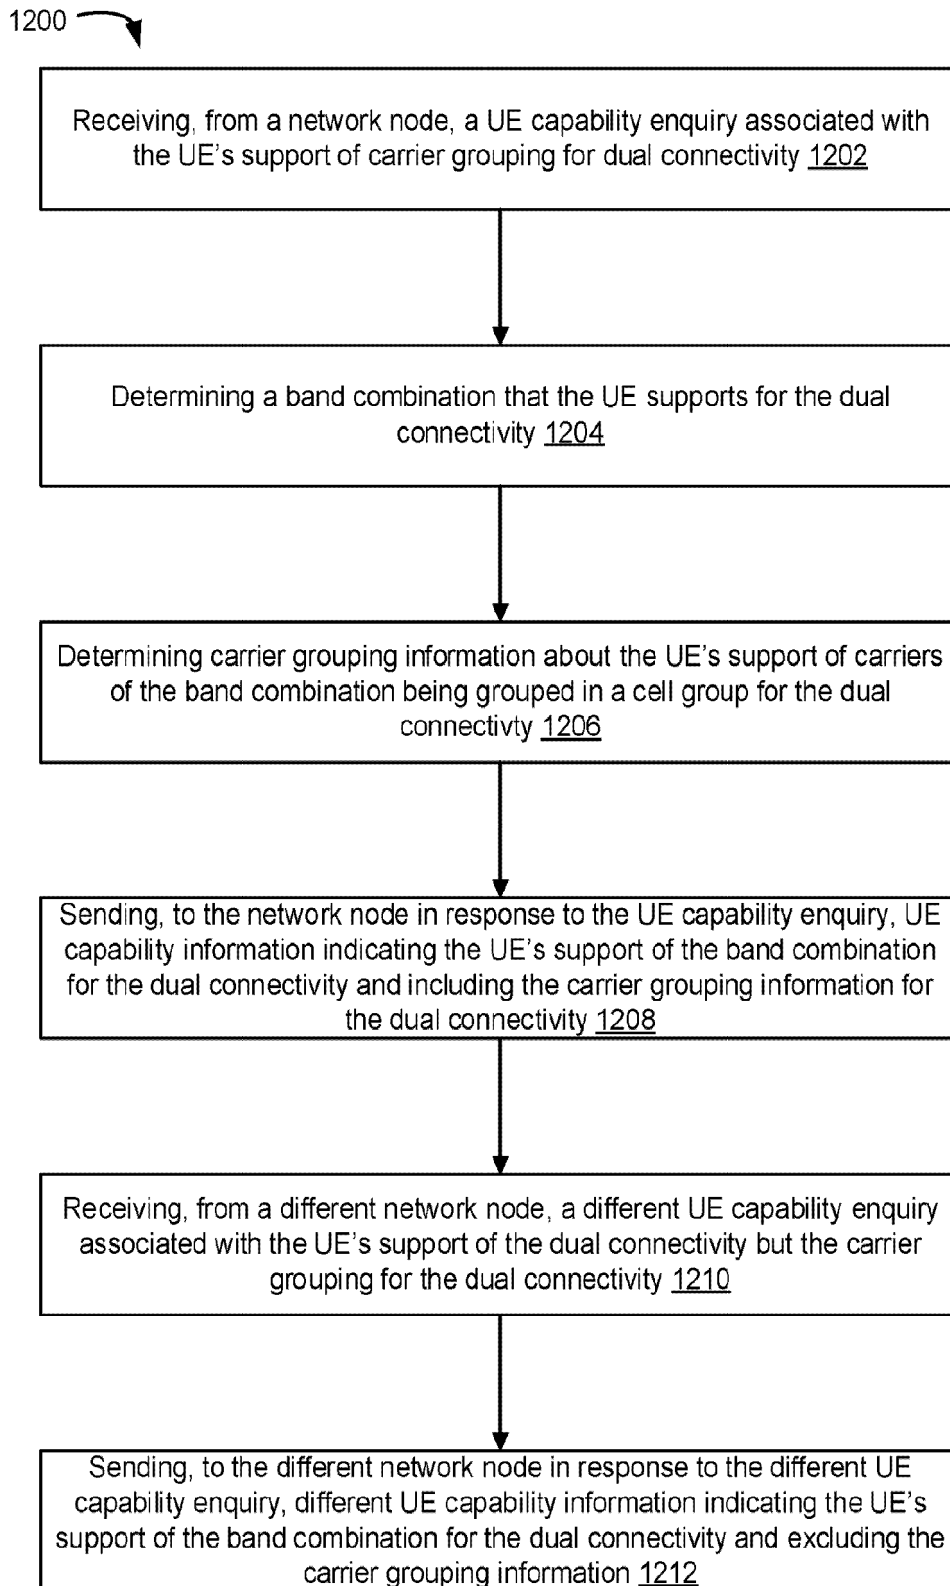 1200
Receiving, from a network node, a UE capability enquiry associated with
the UE's support of carrier grouping for dual connectivity 1202
Determining a band combination that the UE supports for the dual
connectivity 1204
Determining carrier grouping information about the UE's support of carriers
of the band combination being grouped in a cell group for the dual
connectivty 1206
Sending, to the network node in response to the UE capability enquiry, UE
capability information indicating the UE's support of the band combination
for the dual connectivity and including the carrier grouping information for
the dual connectivity 1208
Receiving, from a different network node, a different UE capability enquiry
associated with the UE's support of the dual connectivity but the carrier
grouping for the dual connectivity 1210
Sending, to the different network node in response to the different UE
capability enquiry, different UE capability information indicating the UE's
support of the band combination for the dual connectivity and excluding the
carrier grouping information 1212